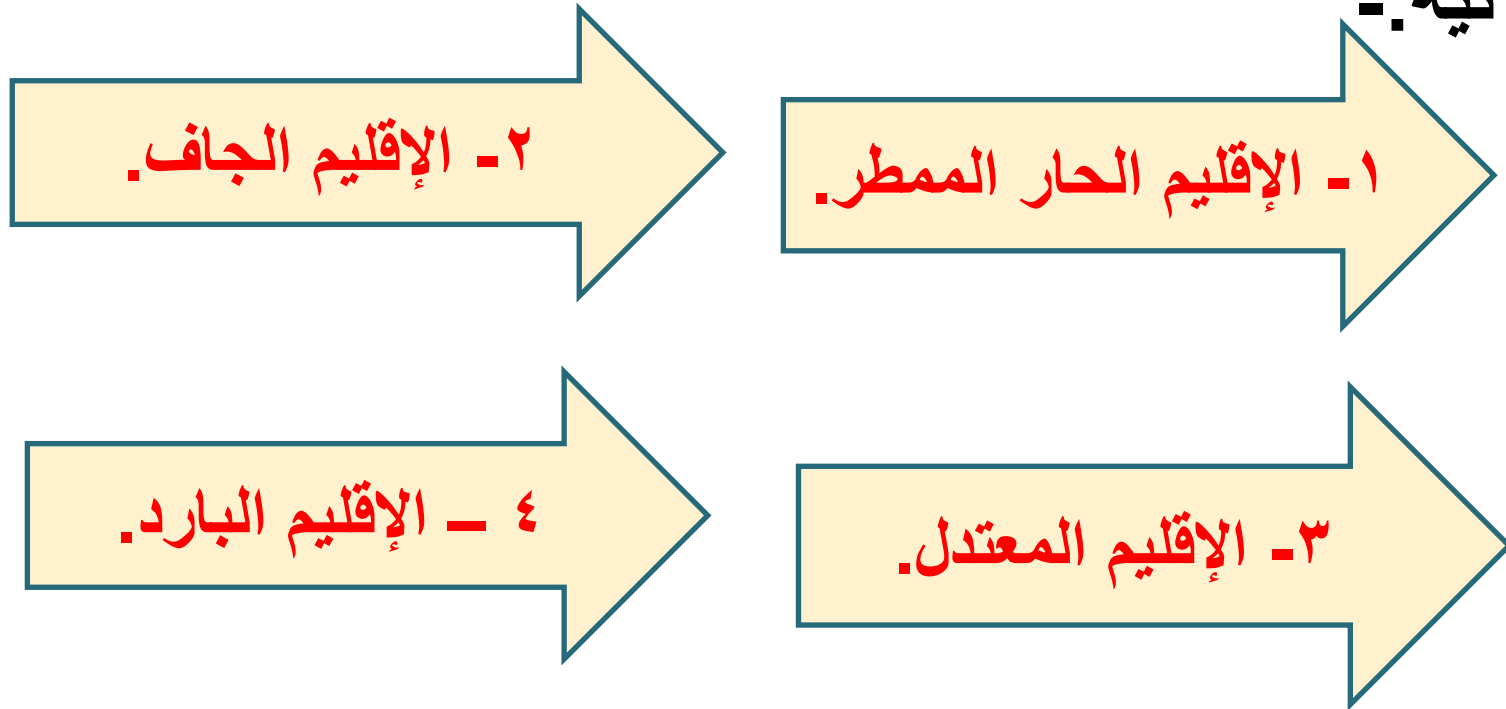 ١- الإقليم الحار الممطر.
٢- الإقليم الجاف.
٣- الإقليم المعتدل.
٤ – الإقليم البارد.